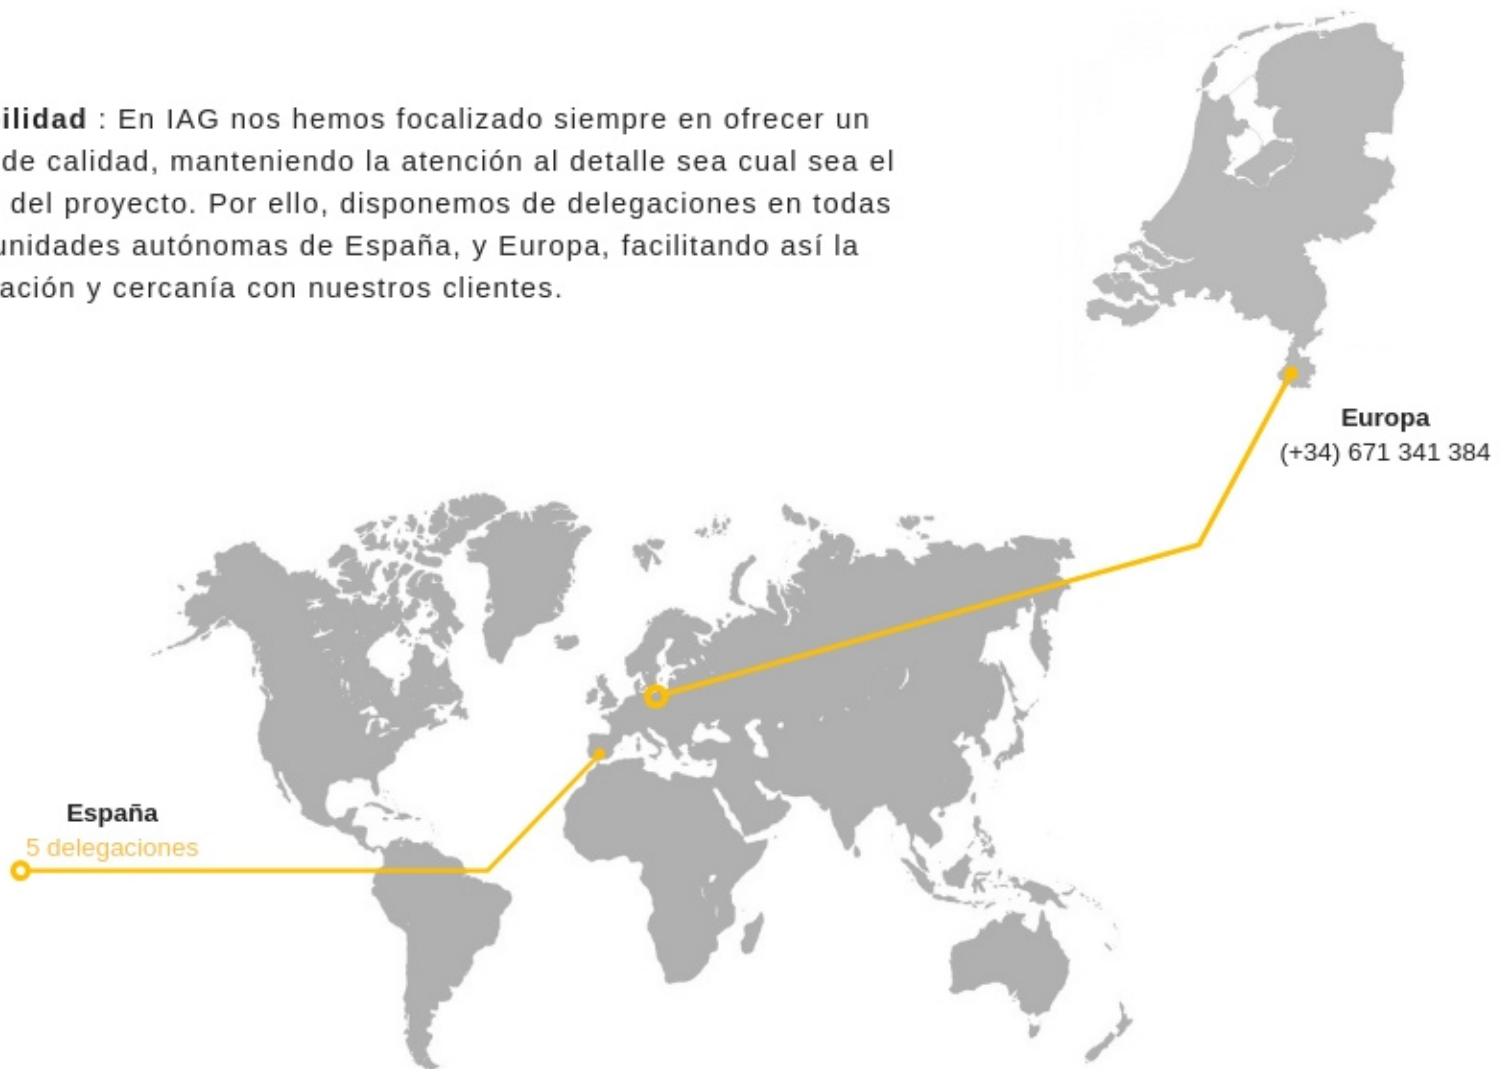 ilidad : En IAG nos hemos focalizado siempre en ofrecer un
de calidad, manteniendo la atención al detalle sea cual sea el
del proyecto. Por ello, disponemos de delegaciones en todas
unidades autónomas de España, y Europa, facilitando así la
ación y cercanía con nuestros clientes.
Europa
(+34) 671 341 384
España
5 delegaciones